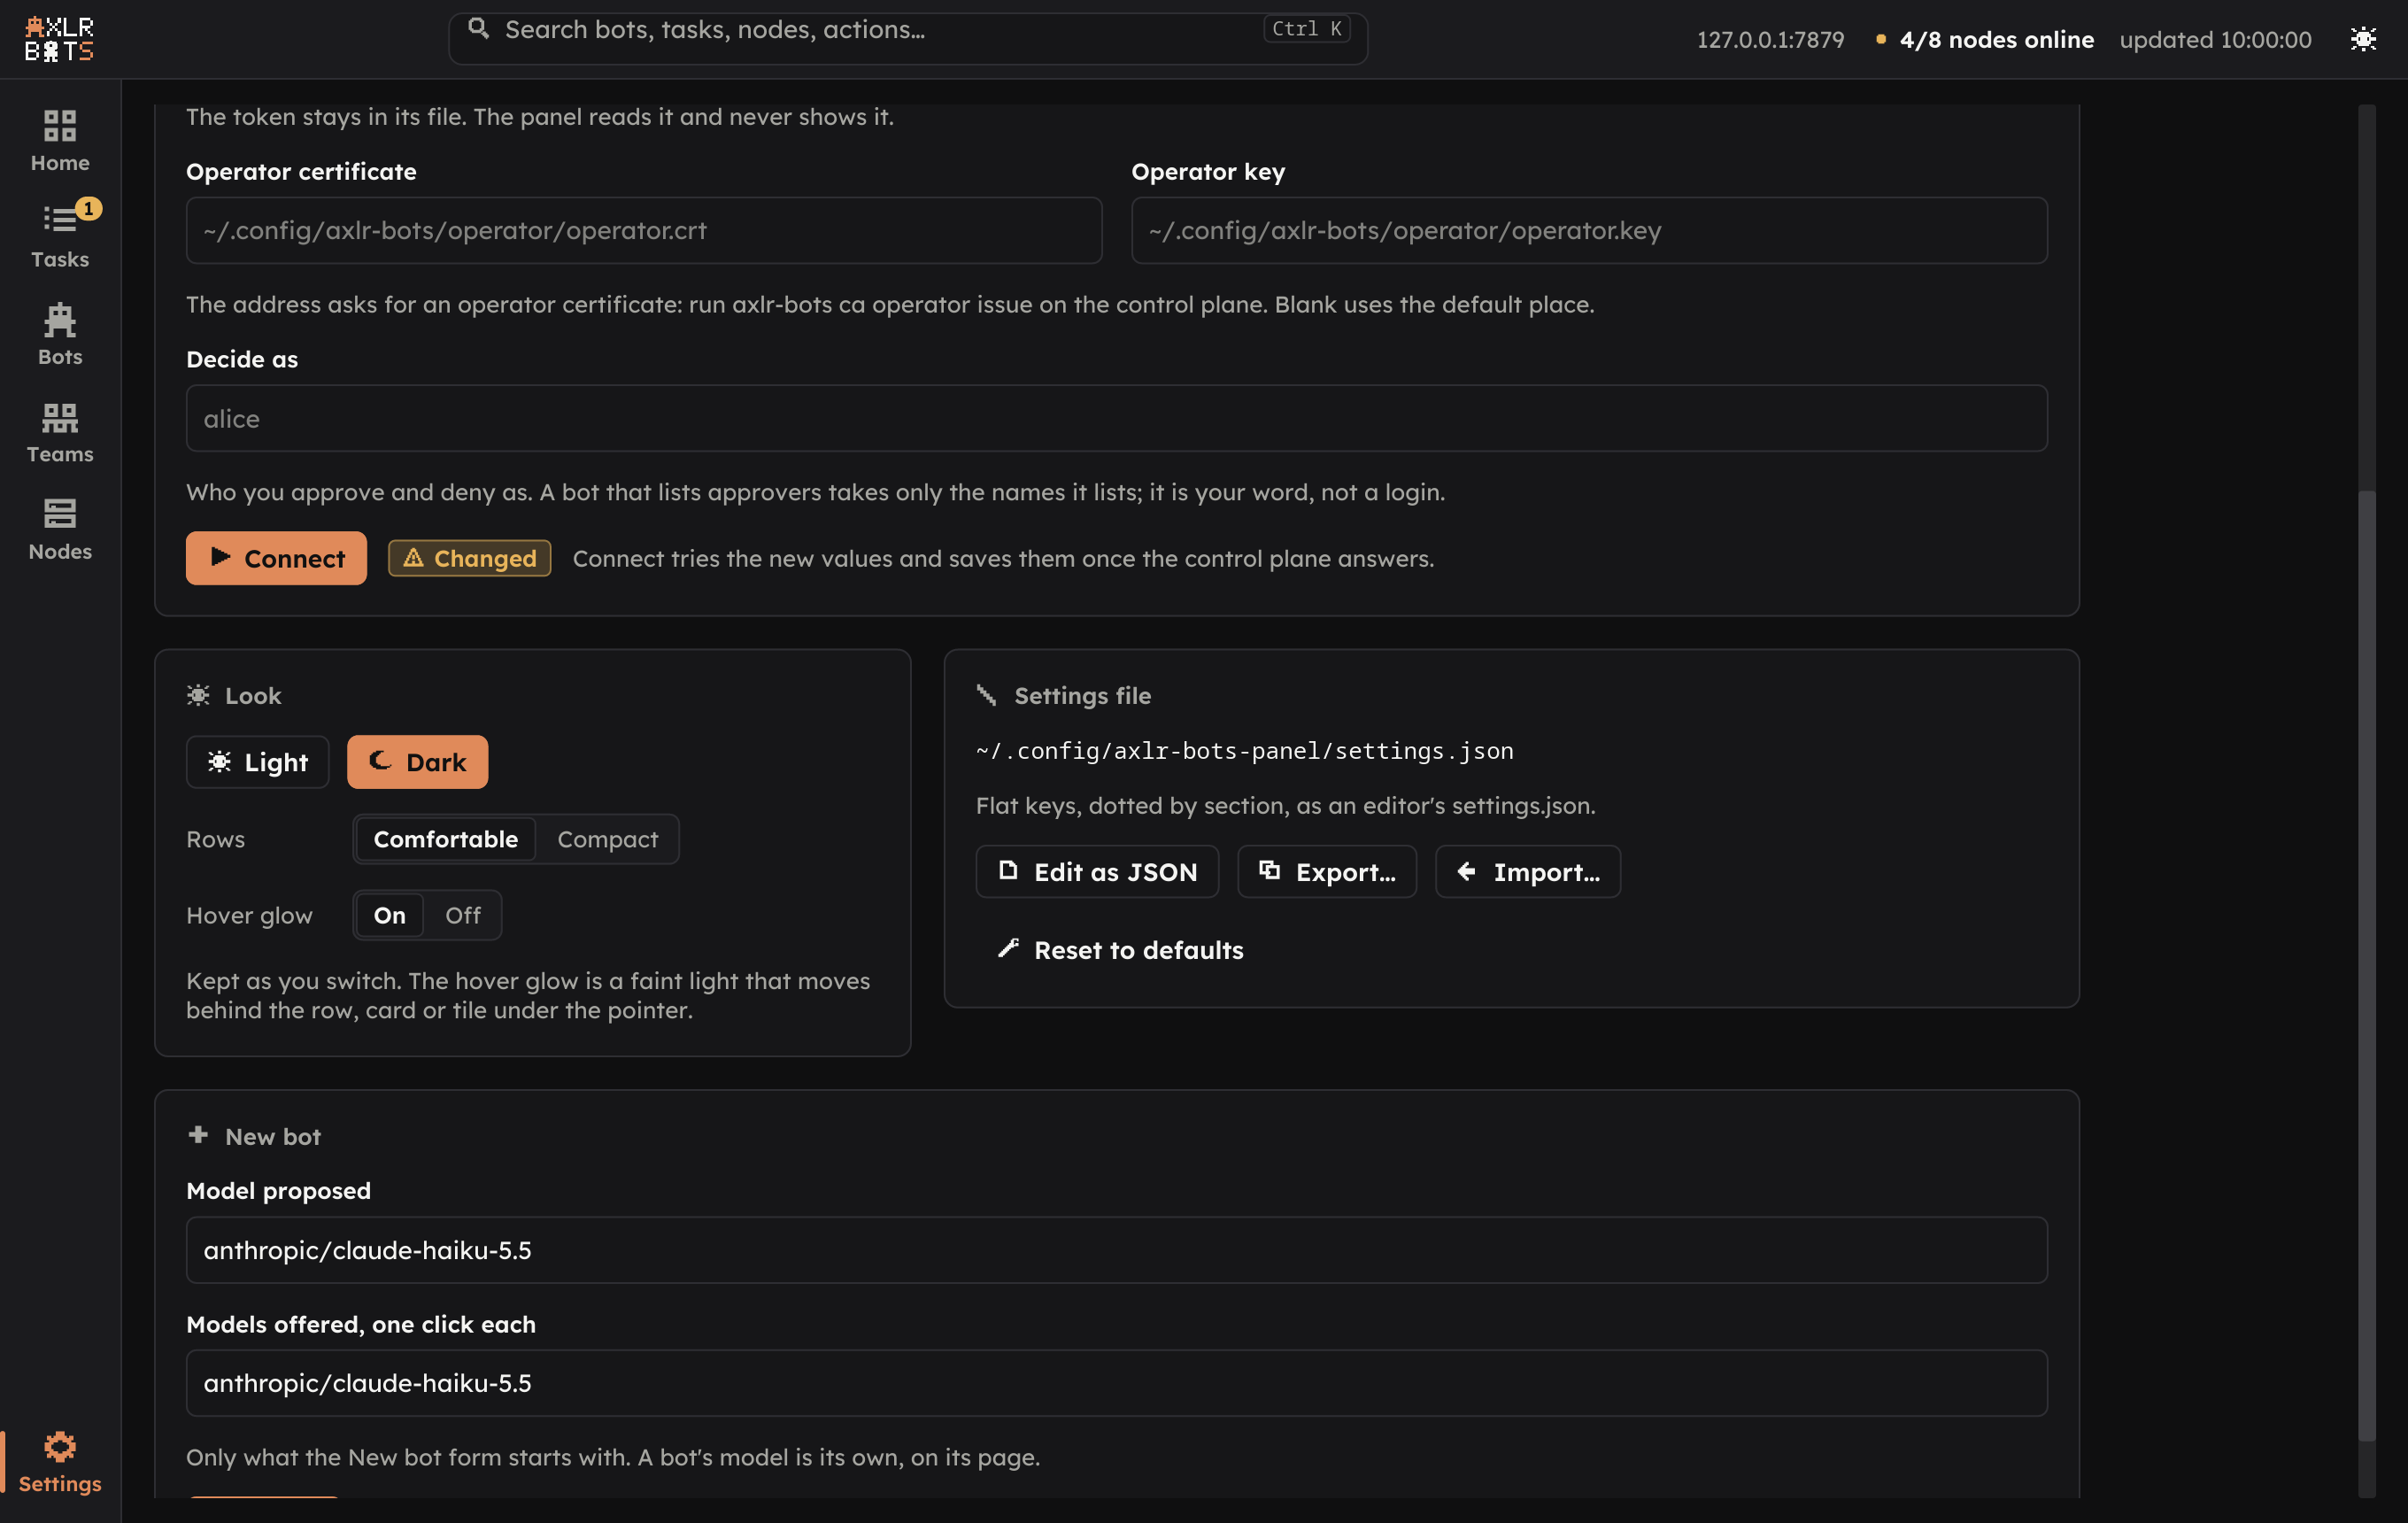 AXLR
BOTS
Search bots, tasks, nodes, actions...
Ctrl K
127.0.0.1:7879
4/8 nodes online
updated 10:00:00
Home
1
Tasks
Bots
Teams
Nodes
Settings
The token stays in its file. The panel reads it and never shows it.
Operator certificate
Operator key
~/.config/axlr-bots/operator/operator.crt
~/.config/axlr-bots/operator/operator.key
The address asks for an operator certificate: run axlr-bots ca operator issue on the control plane. Blank uses the default place.
Decide as
alice
Who you approve and deny as. A bot that lists approvers takes only the names it lists; it is your word, not a login.
Connect
Changed
Connect tries the new values and saves them once the control plane answers.
Look
Light
Dark
Rows
Comfortable
Compact
Hover glow
On
Off
Kept as you switch. The hover glow is a faint light that moves
behind the row, card or tile under the pointer.
Settings file
~/.config/axlr-bots-panel/settings.json
Flat keys, dotted by section, as an editor's settings.json.
Edit as JSON
Export...
Import...
Reset to defaults
New bot
Model proposed
anthropic/claude-haiku-5.5
Models offered, one click each
anthropic/claude-haiku-5.5
Only what the New bot form starts with. A bot's model is its own, on its page.